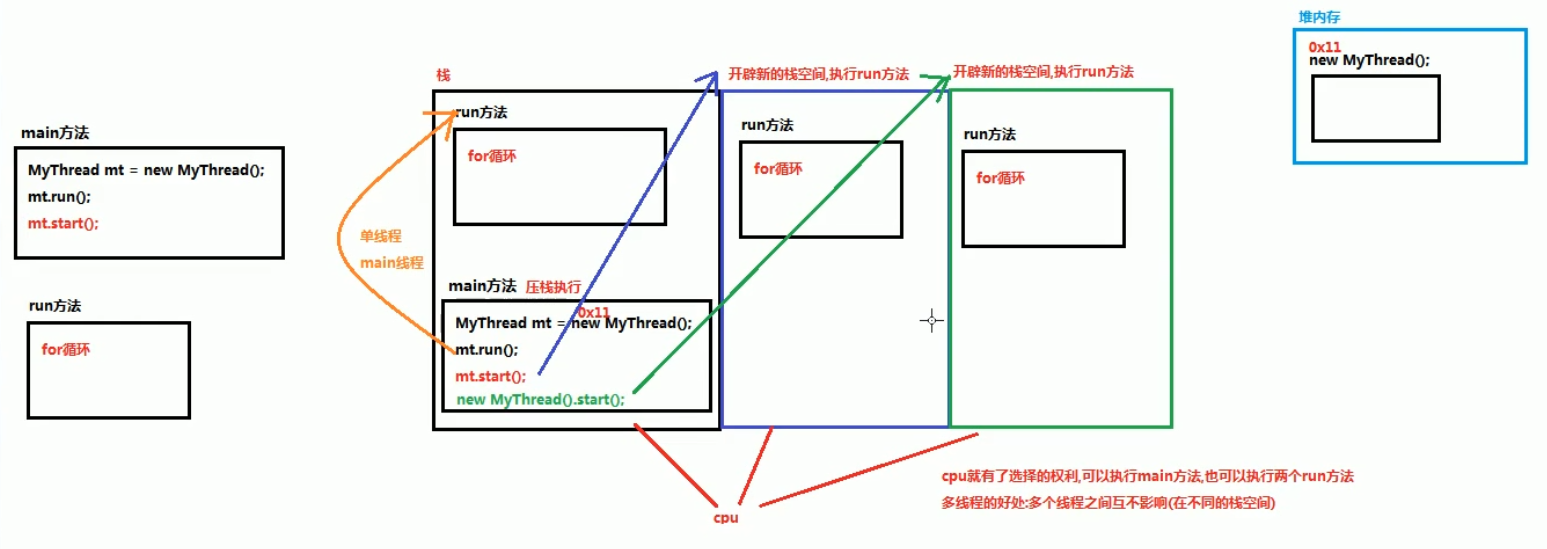 main方法
MyThread mt = new MyThread();
mt.run();
mt.start();
run方法
for循环
栈
run方法
for循环
单线程
main线程
main方法 压栈执行
0x11
MyThread mt = new MyThread();
mt.run();
mt.start();
new MyThread().start();
开辟新的栈空间,执行run方法
run方法
for循环
开辟新的栈空间,执行run方法
run方法
for循环
堆内存
0x11
new MyThread();
cpu
cpu就有了选择的权利,可以执行main方法,也可以执行两个run方法
多线程的好处:多个线程之间互不影响(在不同的栈空间)